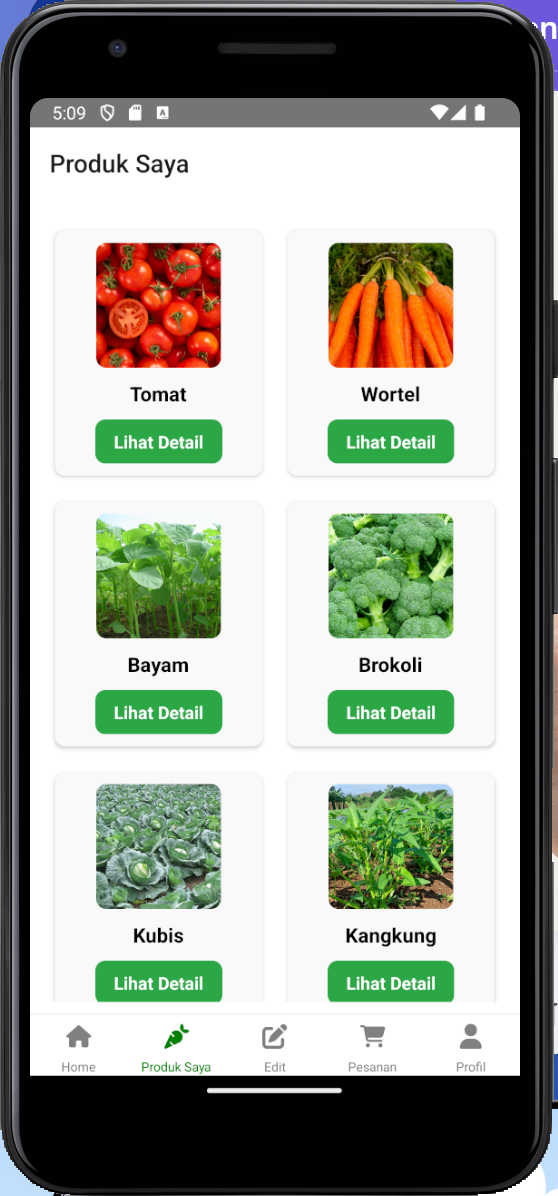 5:09
Produk Saya
Tomat
Wortel
Lihat Detail
Lihat Detail
Bayam
Brokoli
Lihat Detail
Lihat Detail
Kubis
Kangkung
Lihat Detail
Lihat Detail
Home
Produk Saya
Edit
Pesanan
Profil